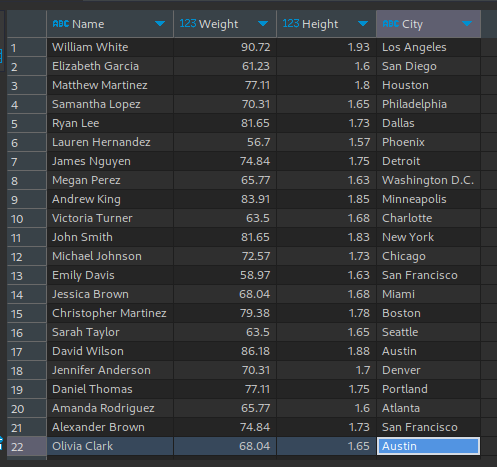 ABC Name 123 Weight 123 Height ABC City
1 William White 90.72 1.93 Los Angeles
2 Elizabeth Garcia 61.23 1.6 San Diego
3 Matthew Martinez 77.11 1.8 Houston
4 Samantha Lopez 70.31 1.65 Philadelphia
5 Ryan Lee 81.65 1.73 Dallas
6 Lauren Hernandez 56.7 1.57 Phoenix
7 James Nguyen 74.84 1.75 Detroit
8 Megan Perez 65.77 1.63 Washington D.C.
9 Andrew King 83.91 1.85 Minneapolis
10 Victoria Turner 63.5 1.68 Charlotte
11 John Smith 81.65 1.83 New York
12 Michael Johnson 72.57 1.73 Chicago
13 Emily Davis 58.97 1.63 San Francisco
14 Jessica Brown 68.04 1.68 Miami
15 Christopher Martinez 79.38 1.78 Boston
16 Sarah Taylor 63.5 1.65 Seattle
17 David Wilson 86.18 1.88 Austin
18 Jennifer Anderson 70.31 1.7 Denver
19 Daniel Thomas 77.11 1.75 Portland
20 Amanda Rodriguez 65.77 1.6 Atlanta
21 Alexander Brown 74.84 1.73 San Francisco
22 Olivia Clark 68.04 1.65 Austin